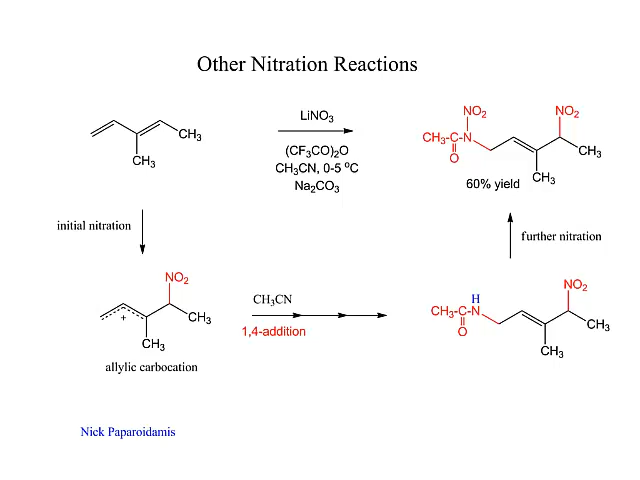 Other Nitration Reactions
CH₃
CH₃
LiNO₃
(CF₃CO)₂O
CH₃CN, 0-5 ºC
Na₂CO₃
NO₂
NO₂
CH₃-C-N
O
CH₃
CH₃
60% yield
initial nitration
further nitration
NO₂
+
CH₃
CH₃
allylic carbocation
CH₃CN
1,4-addition
H
NO₂
CH₃-C-N
O
CH₃
CH₃
Nick Paparoidamis